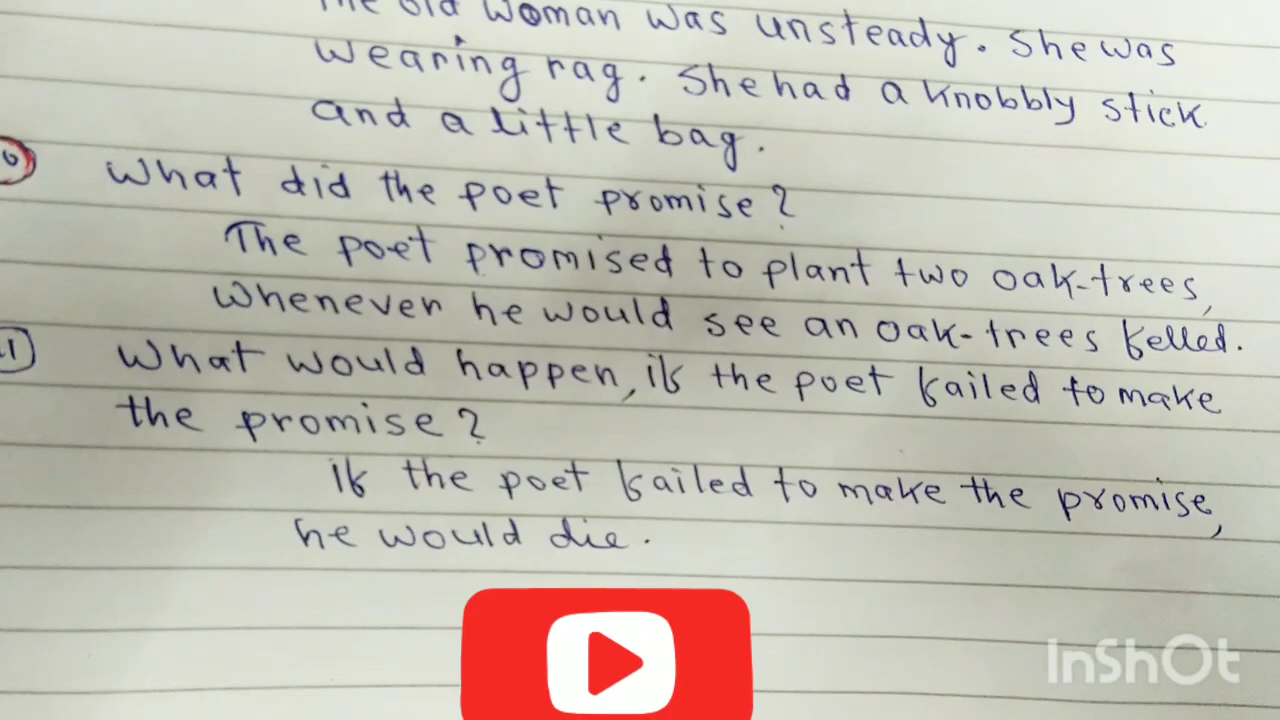 The old woman was unsteady. She was
wearing rag. She had a knobbly stick
and a little bag.
What did the poet promise?
The poet promised to plant two oak-trees,
whenever he would see an oak-trees felled.
1) What would happen, if the poet failed to make
the promise?
if the poet failed to make the promise,
he would die.
InShOt